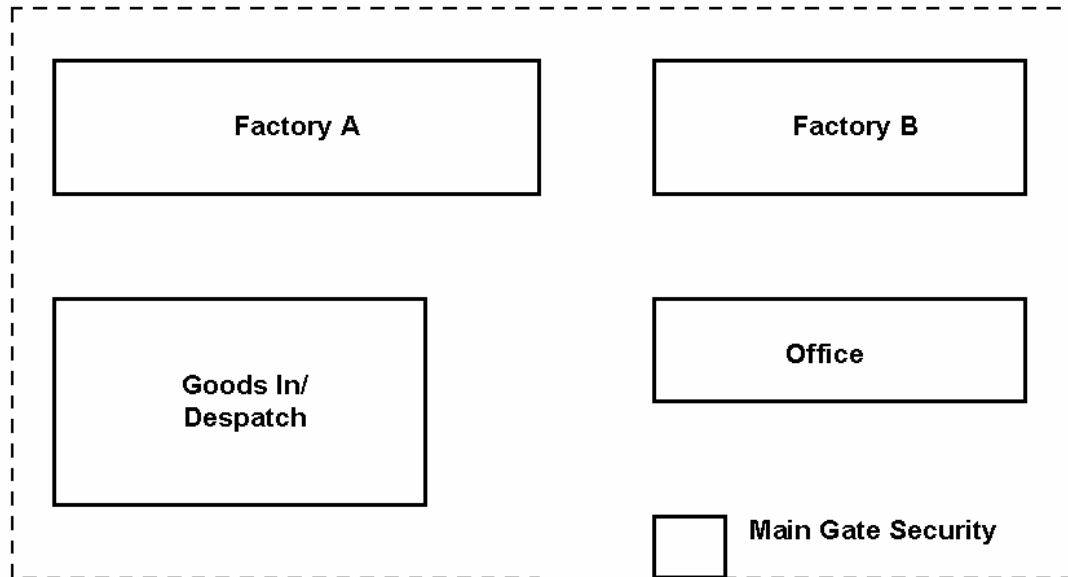 Factory A
Factory B
Goods In/
Despatch
Office
Main Gate Security